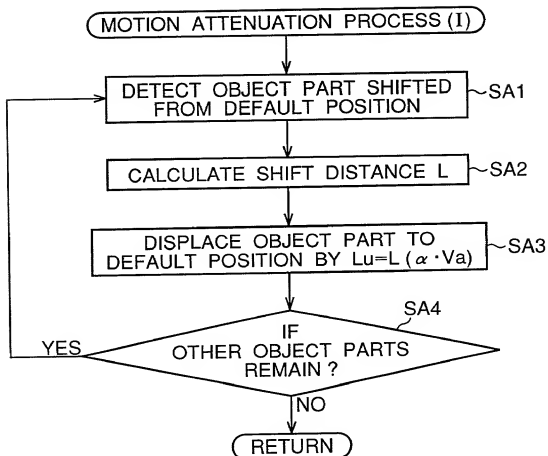 MOTION ATTENUATION PROCESS (I)
DETECT OBJECT PART SHIFTED
FROM DEFAULT POSITION
SA1
CALCULATE SHIFT DISTANCE L
SA2
DISPLACE OBJECT PART TO
DEFAULT POSITION BY Lu=L (α・Va)
SA3
SA4
IF
OTHER OBJECT PARTS
REMAIN ?
YES
NO
RETURN